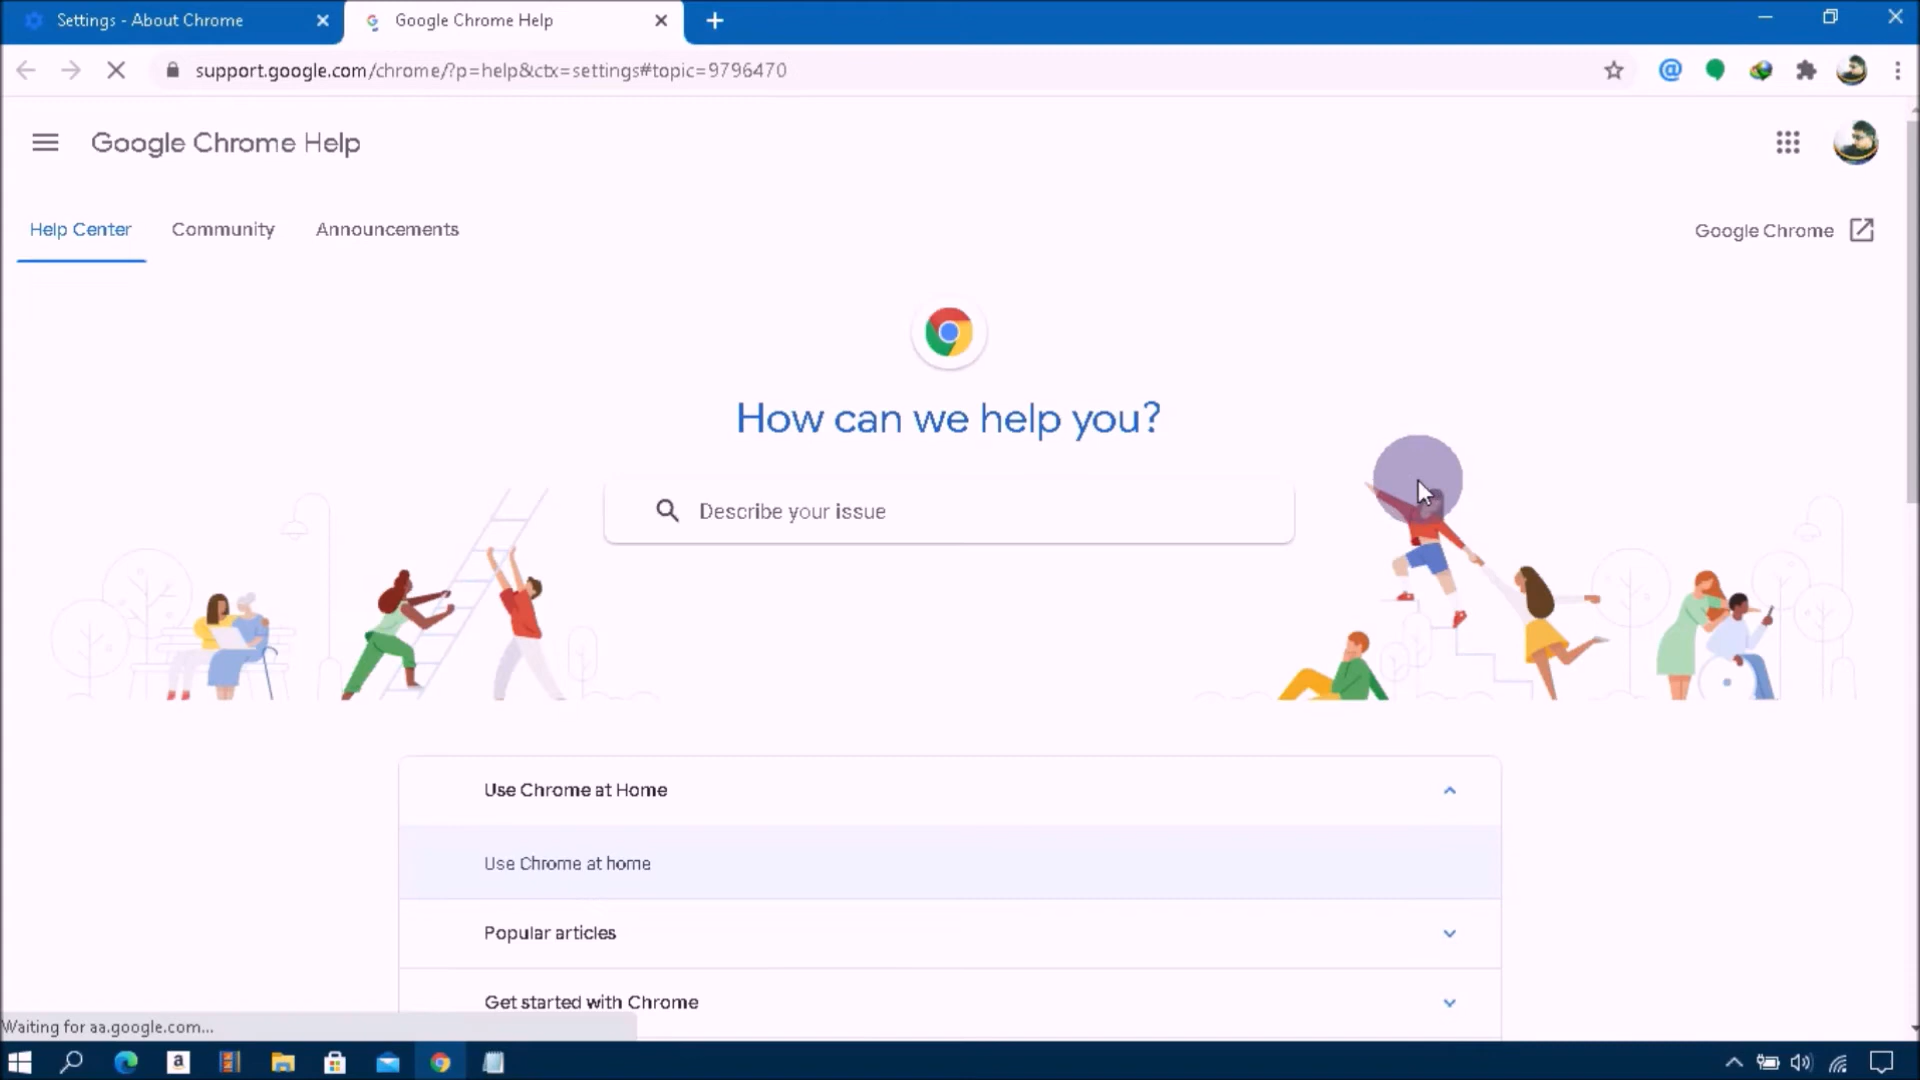 Settings - About Chrome
Google Chrome Help
support.google.com/chrome/?p=help&ctx=settings#topic=9796470
Google Chrome Help
Help Center
Community
Announcements
Google Chrome
How can we help you?
Describe your issue
Use Chrome at Home
Use Chrome at home
Popular articles
Get started with Chrome
Waiting for aa.google.com...